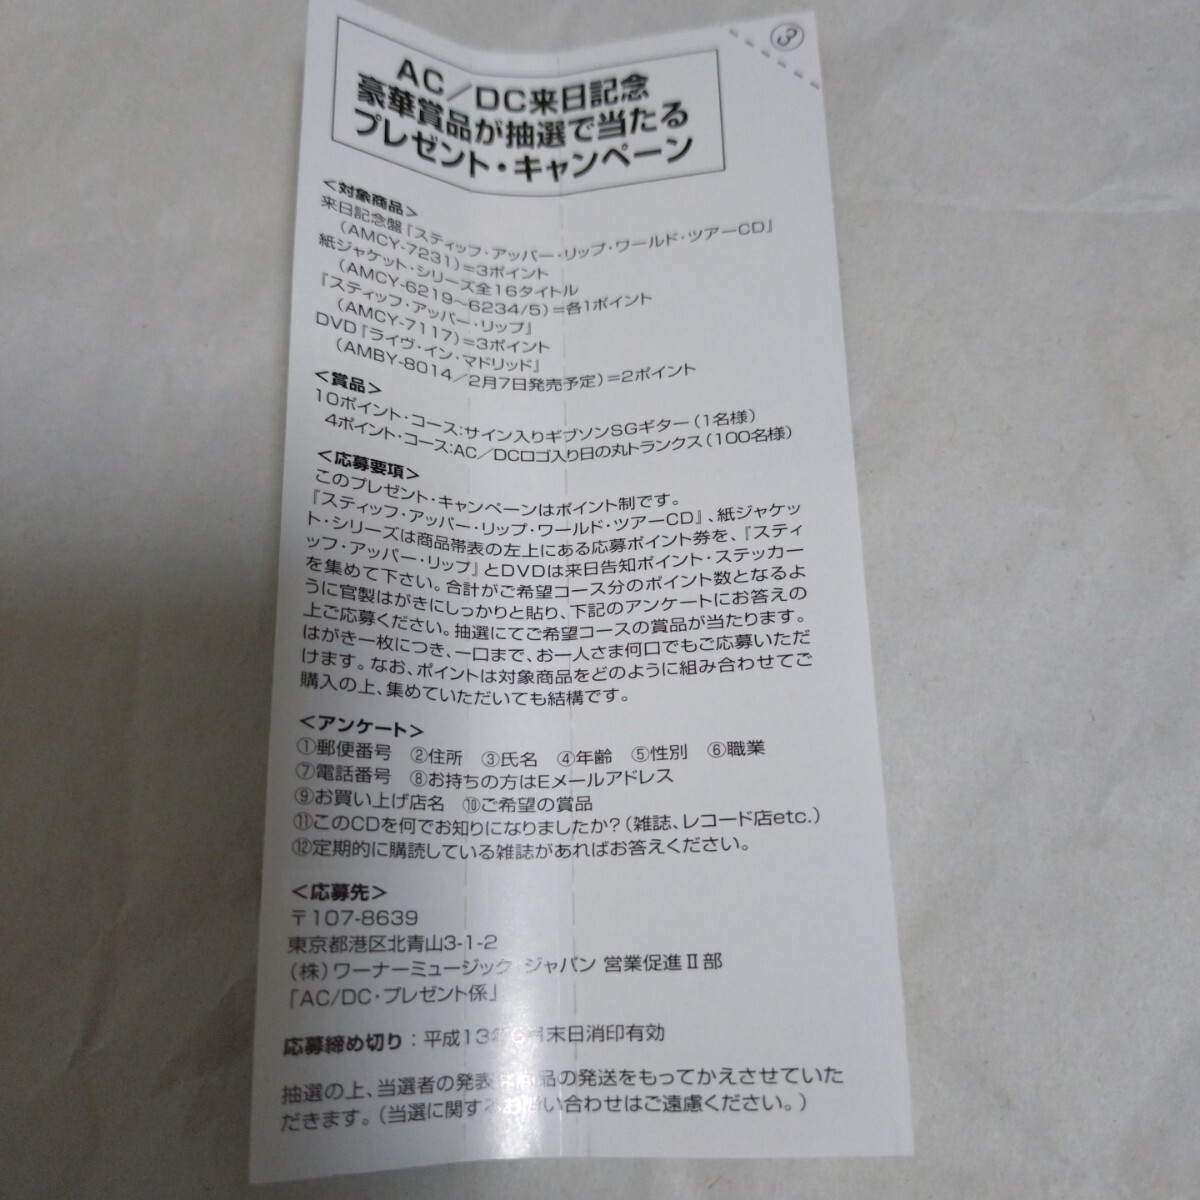 ③
AC／DC来日記念
豪華賞品が抽選で当たる
プレゼント・キャンペーン
＜対象商品＞
来日記念盤『スティッフ・アッパー・リップ・ワールド・ツアーCD』
（AMCY-7231）＝3ポイント
紙ジャケット・シリーズ全16タイトル
（AMCY-6219〜6234/5）＝各1ポイント
『スティッフ・アッパー・リップ』
（AMCY-7117）＝3ポイント
DVD『ライヴ・イン・マドリッド』
（AMBY-8014／2月7日発売予定）＝2ポイント
＜賞品＞
10ポイント・コース：サイン入りギブソンSGギター（1名様）
4ポイント・コース：AC／DCロゴ入り日の丸トランクス（100名様）
＜応募要項＞
このプレゼント・キャンペーンはポイント制です。
『スティッフ・アッパー・リップ・ワールド・ツアーCD』、紙ジャケッ
ト・シリーズは商品帯表の左上にある応募ポイント券を、『スティ
ッフ・アッパー・リップ』とDVDは来日告知ポイント・ステッカー
を集めて下さい。合計がご希望コース分のポイント数となるよ
うに官製はがきにしっかりと貼り、下記のアンケートにお答えの
上ご応募ください。抽選にてご希望コースの賞品が当たります。
はがき一枚につき、一口まで、お一人さま何口でもご応募いただ
けます。なお、ポイントは対象商品をどのように組み合わせてご
購入の上、集めていただいても結構です。
＜アンケート＞
①郵便番号 ②住所 ③氏名 ④年齢 ⑤性別 ⑥職業
⑦電話番号 ⑧お持ちの方はEメールアドレス
⑨お買い上げ店名 ⑩ご希望の賞品
⑪このCDを何でお知りになりましたか？（雑誌、レコード店etc.）
⑫定期的に購読している雑誌があればお答えください。
＜応募先＞
〒107-8639
東京都港区北青山3-1-2
（株）ワーナーミュージック・ジャパン 営業促進Ⅱ部
「AC/DC・プレゼント係」
応募締め切り：平成13年 月末日消印有効
抽選の上、当選者の発表は商品の発送をもってかえさせていた
だきます。（当選に関するお問い合わせはご遠慮ください。）